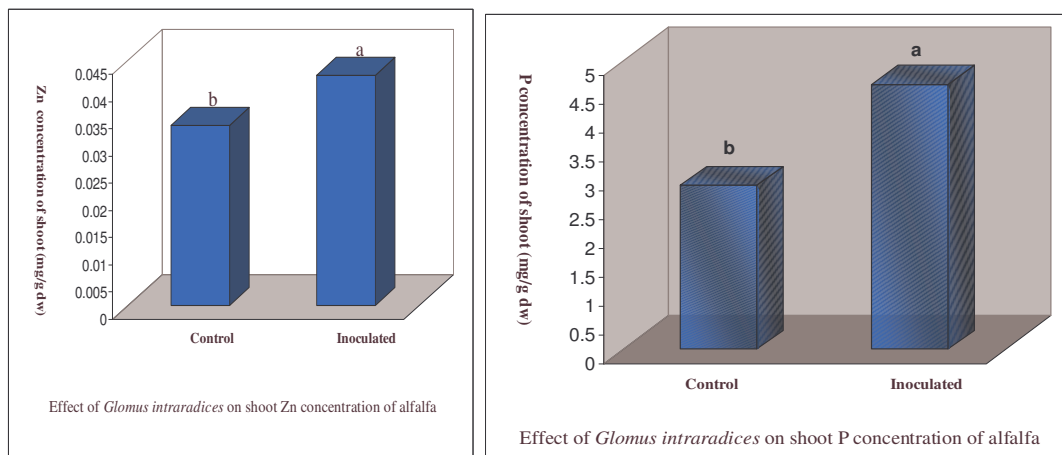 Zn concentration of shoot (mg/g dw)
0.045
0.04
0.035
0.03
0.025
0.02
0.015
0.01
0.005
0
b
a
Control Inoculated
Effect of Glomus intraradices on shoot Zn concentration of alfalfa
P concentration of shoot (mg/g dw)
5
4.5
4
3.5
3
2.5
2
1.5
1
0.5
0
b
a
Control Inoculated
Effect of Glomus intraradices on shoot P concentration of alfalfa